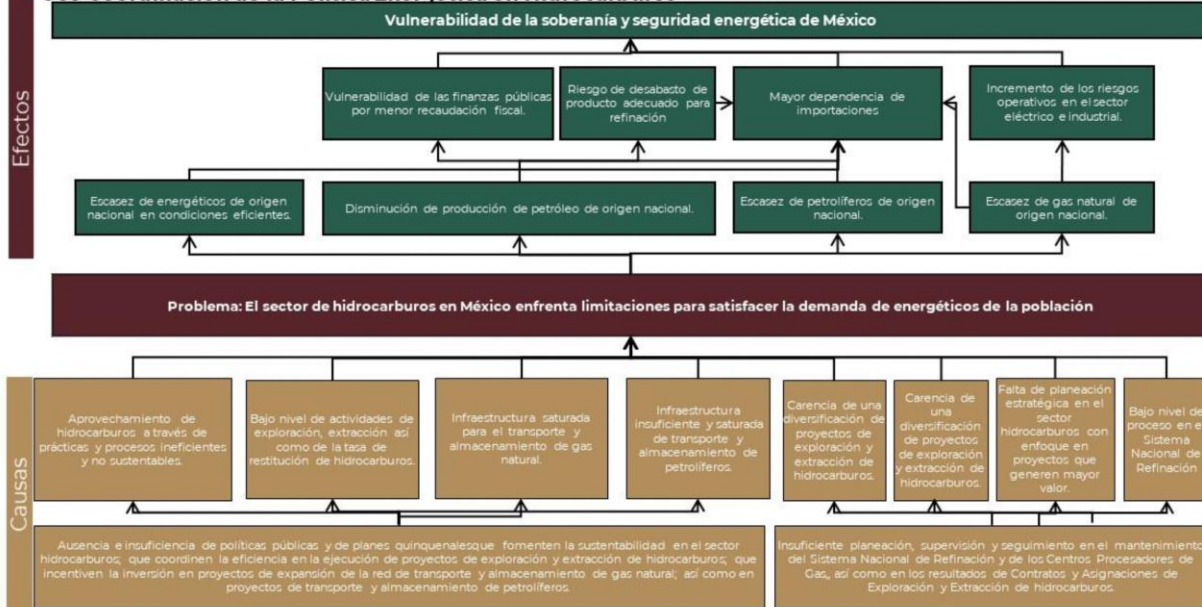 Vulnerabilidad de la soberanía y seguridad energética de México
Efectos
Vulnerabilidad de las finanzas públicas
por menor recaudación fiscal.
Riesgo de desabasto de
producto adecuado para
refinación
Mayor dependencia de
importaciones
Incremento de los riesgos
operativos en el sector
eléctrico e industrial.
Escasez de energéticos de origen
nacional en condiciones eficientes.
Disminución de producción de petróleo de origen nacional.
Escasez de petrolíferos de origen
nacional.
Escasez de gas natural de
origen nacional.
Problema: El sector de hidrocarburos en México enfrenta limitaciones para satisfacer la demanda de energéticos de la población
Causas
Aprovechamiento de
hidrocarburos a través de
prácticas y procesos ineficientes
y no sustentables.
Bajo nivel de actividades de
exploración, extracción así
como de la tasa de
restitución de hidrocarburos.
Infraestructura saturada
para el transporte y
almacenamiento de gas
natural.
Infraestructura
insuficiente y saturada
de transporte y
almacenamiento de
petrolíferos.
Carencia de una
diversificación de
proyectos de
exploración y
extracción de
hidrocarburos.
Carencia de
una
diversificación
de proyectos
de exploración
y extracción de
hidrocarburos.
Falta de planeación
estratégica en el
sector
hidrocarburos con
enfoque en
proyectos que
generen mayor
valor.
Bajo nivel de
proceso en el
Sistema
Nacional de
Refinación
Ausencia e insuficiencia de políticas públicas y de planes quinquenalesque fomenten la sustentabilidad en el sector
hidrocarburos; que coordinen la eficiencia en la ejecución de proyectos de exploración y extracción de hidrocarburos; que
incentiven la inversión en proyectos de expansión de la red de transporte y almacenamiento de gas natural; así como en
proyectos de transporte y almacenamiento de petrolíferos.
Insuficiente planeación, supervisión y seguimiento en el mantenimiento
del Sistema Nacional de Refinación y de los Centros Procesadores de
Gas, así como en los resultados de Contratos y Asignaciones de
Exploración y Extracción de hidrocarburos.